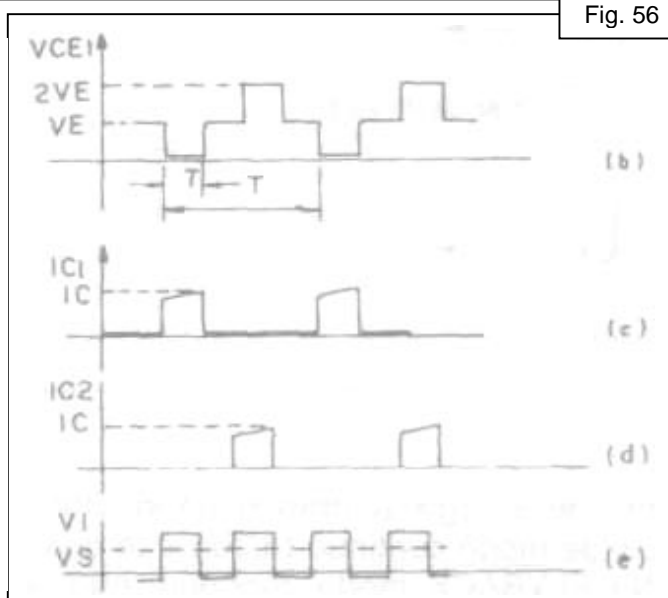 Fig. 56
VCE1
2VE
VE
(b)
T T
IC1
IC
(c)
IC2
IC
(d)
V1
VS
(e)